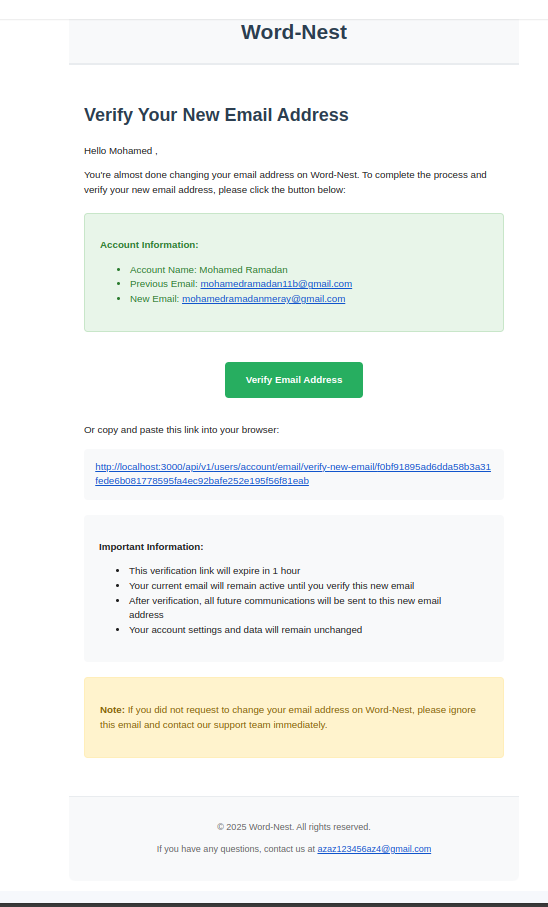 Word-Nest
Verify Your New Email Address
Hello Mohamed ,
You're almost done changing your email address on Word-Nest. To complete the process and
verify your new email address, please click the button below:
Account Information:
• Account Name: Mohamed Ramadan
• Previous Email: mohamedramadan11b@gmail.com
• New Email: mohamedramadanmeray@gmail.com
Verify Email Address
Or copy and paste this link into your browser:
http://localhost:3000/api/v1/users/account/email/verify-new-email/f0bf91895ad6dda58b3a31
fede6b081778595fa4ec92bafe252e195f56f81eab
Important Information:
• This verification link will expire in 1 hour
• Your current email will remain active until you verify this new email
• After verification, all future communications will be sent to this new email
address
• Your account settings and data will remain unchanged
Note: If you did not request to change your email address on Word-Nest, please ignore
this email and contact our support team immediately.
© 2025 Word-Nest. All rights reserved.
If you have any questions, contact us at azaz123456az4@gmail.com